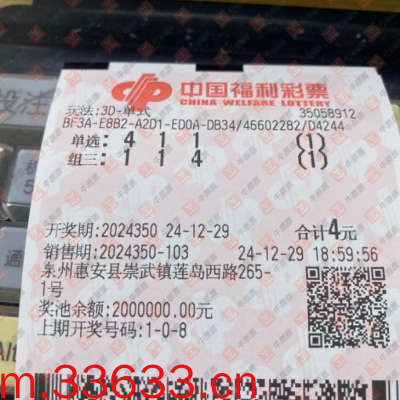 中国福利彩票
CHINA WELFARE LOTTERY
玩法:3D-单式 35058912
BF3A-E8B2-A2D1-ED0A-DB34/46602282/D4244
单选: 4 1 1 (1)
组三: 1 1 4 (1)
开奖期:2024350 24-12-29 合计4元
销售期:2024350-103 24-12-29 18:59:56
泉州惠安县崇武镇莲岛西路265-
1号
奖池余额:2000000.00元
上期开奖号码:1-0-8
m.33633.com.cn